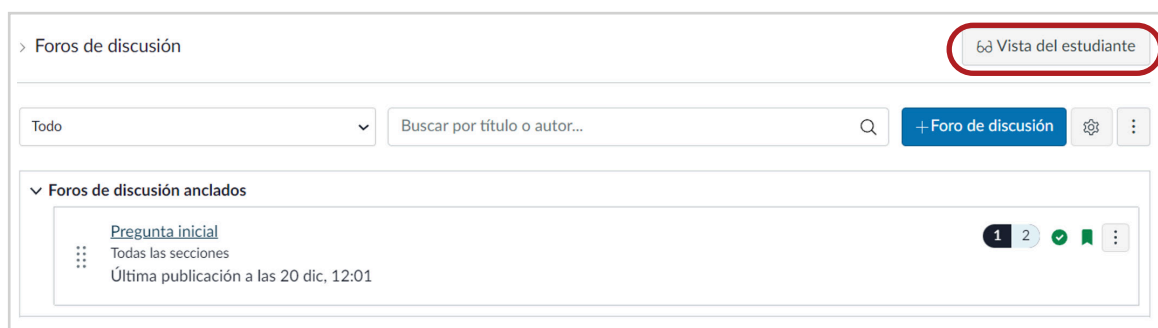 Foros de discusión
Vista del estudiante
Todo
Buscar por título o autor...
+Foro de discusión
Foros de discusión anclados
Pregunta inicial
1 2
Todas las secciones
Última publicación a las 20 dic, 12:01